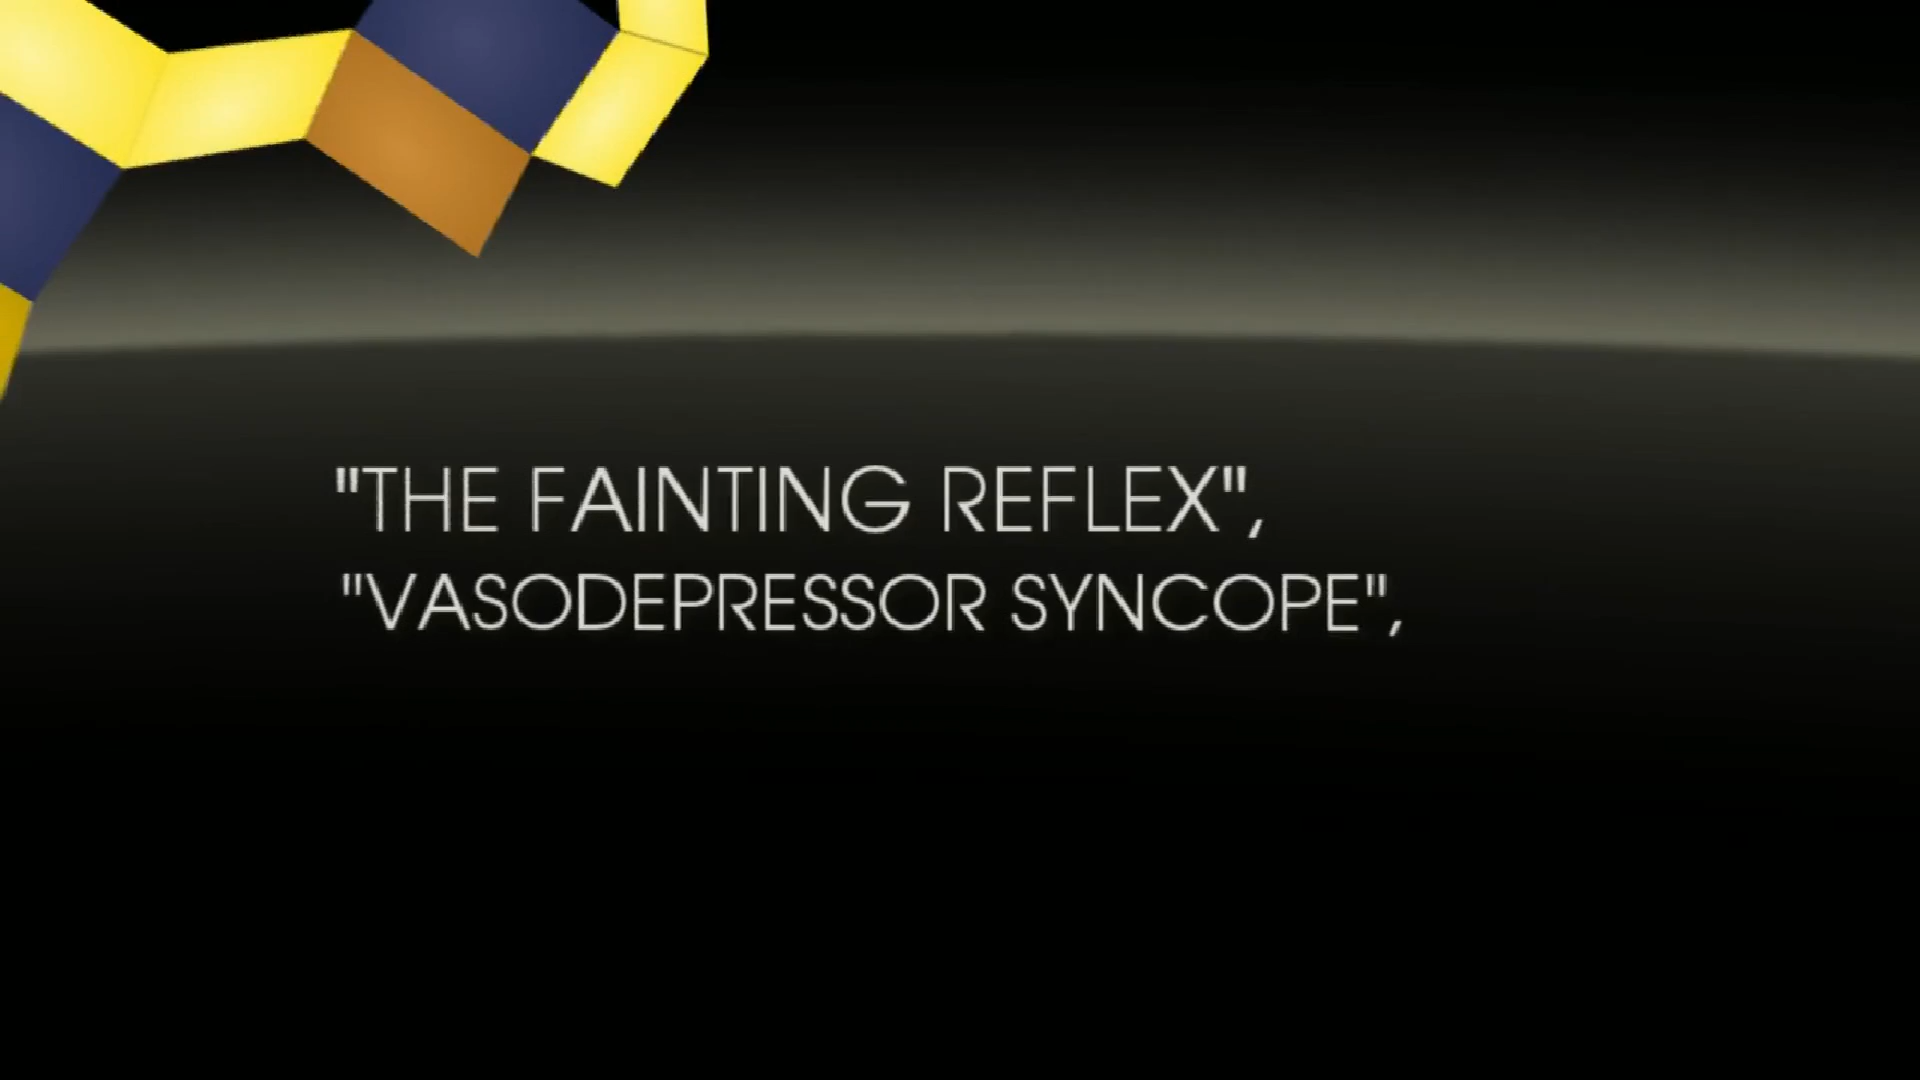 "THE FAINTING REFLEX",
"VASODEPRESSOR SYNCOPE",